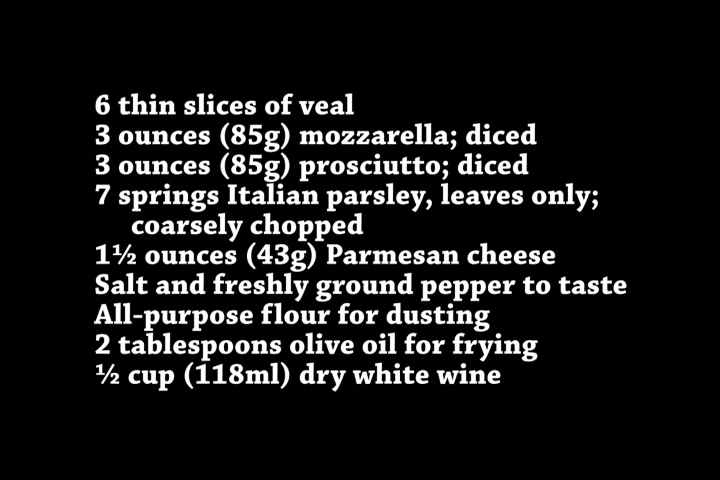 6 thin slices of veal
3 ounces (85g) mozzarella; diced
3 ounces (85g) prosciutto; diced
7 springs Italian parsley, leaves only;
coarsely chopped
1½ ounces (43g) Parmesan cheese
Salt and freshly ground pepper to taste
All-purpose flour for dusting
2 tablespoons olive oil for frying
½ cup (118ml) dry white wine